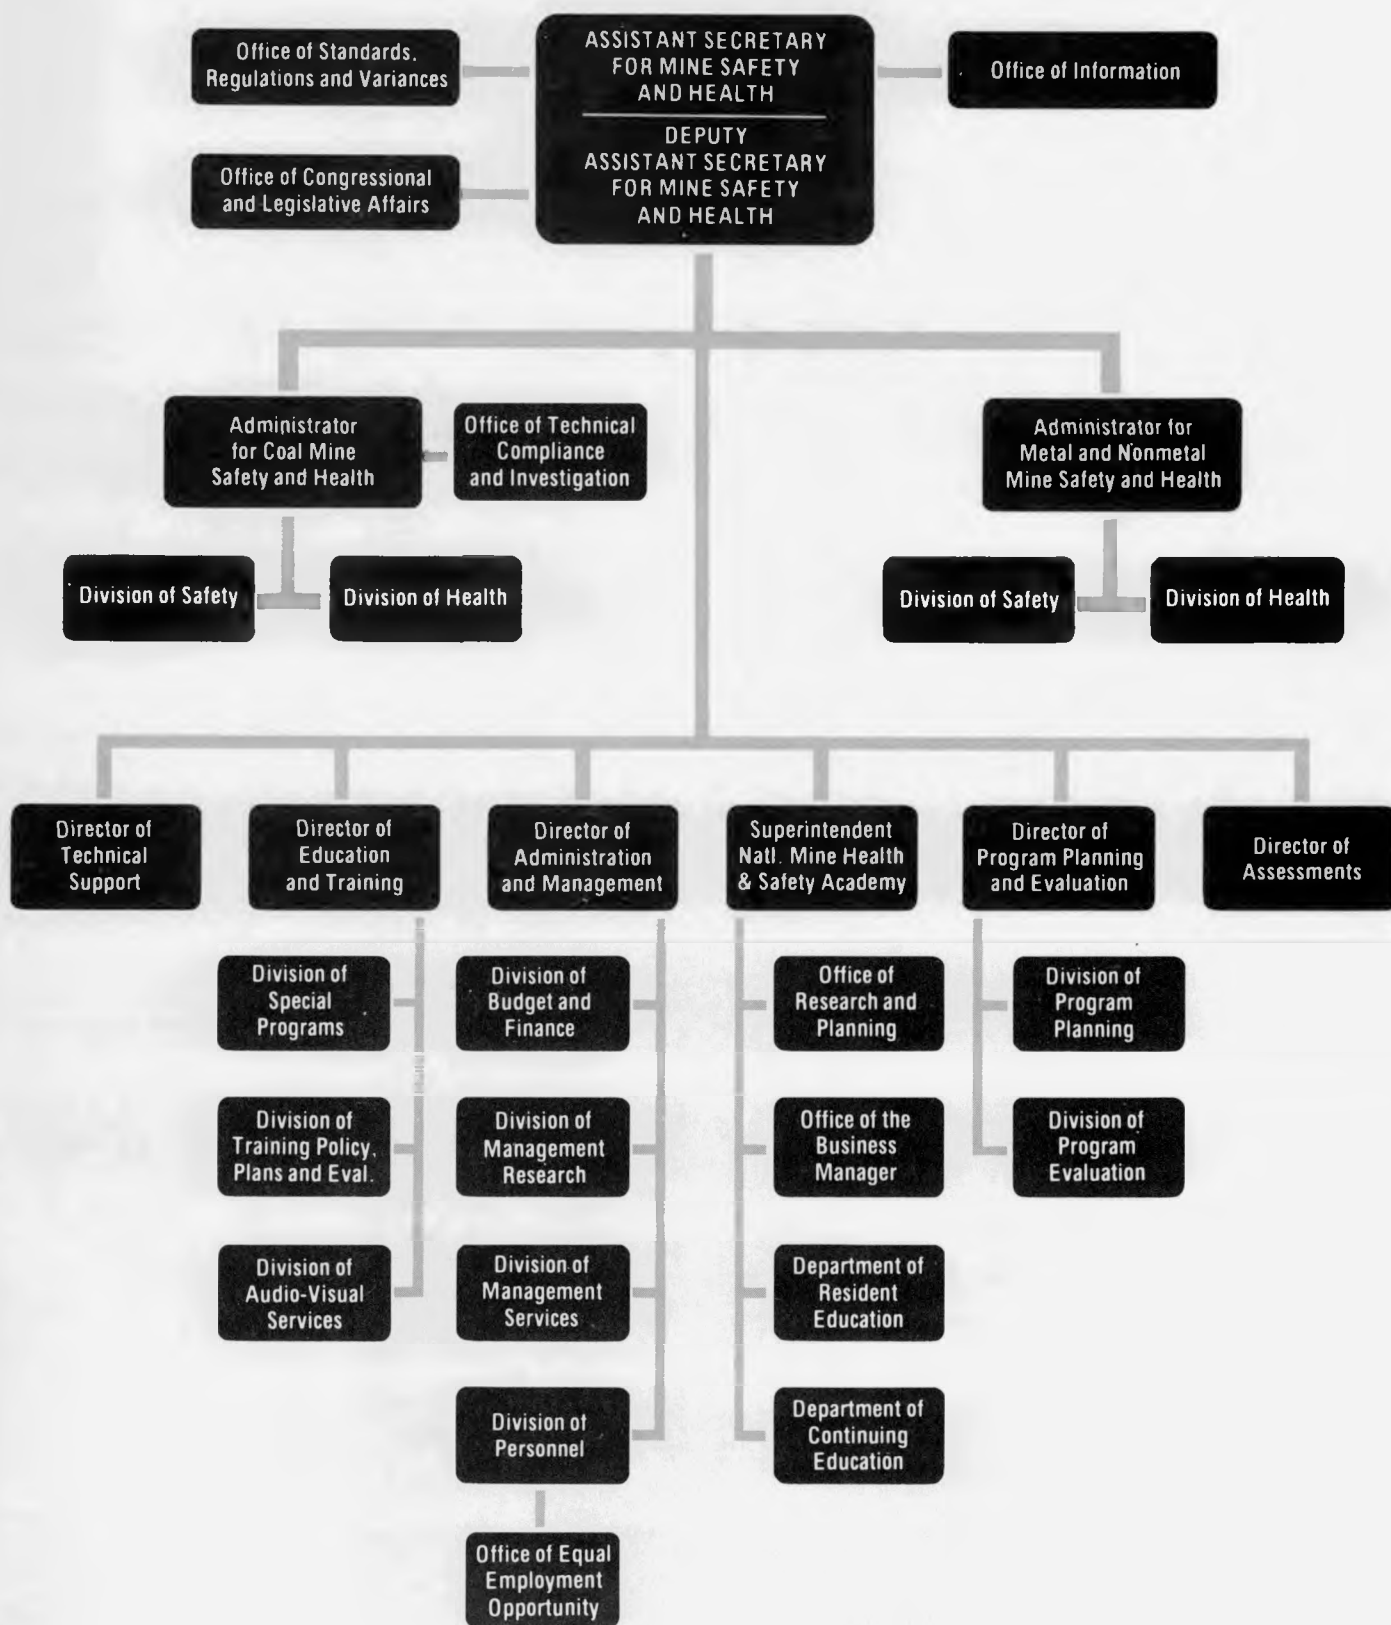 Office of Standards,
Regulations and Variances
ASSISTANT SECRETARY
FOR MINE SAFETY
AND HEALTH
DEPUTY
ASSISTANT SECRETARY
FOR MINE SAFETY
AND HEALTH
Office of Information
Office of Congressional
and Legislative Affairs
Administrator
for Coal Mine
Safety and Health
Office of Technical
Compliance
and Investigation
Administrator for
Metal and Nonmetal
Mine Safety and Health
Division of Safety
Division of Health
Division of Safety
Division of Health
Director of
Technical
Support
Director of
Education
and Training
Director of
Administration
and Management
Superintendent
Natl. Mine Health
& Safety Academy
Director of
Program Planning
and Evaluation
Director of
Assessments
Division of
Special
Programs
Division of
Training Policy,
Plans and Eval.
Division of
Audio-Visual
Services
Division of
Budget and
Finance
Division of
Management
Research
Division of
Management
Services
Division of
Personnel
Office of Equal
Employment
Opportunity
Office of
Research and
Planning
Office of the
Business
Manager
Department of
Resident
Education
Department of
Continuing
Education
Division of
Program
Planning
Division of
Program
Evaluation